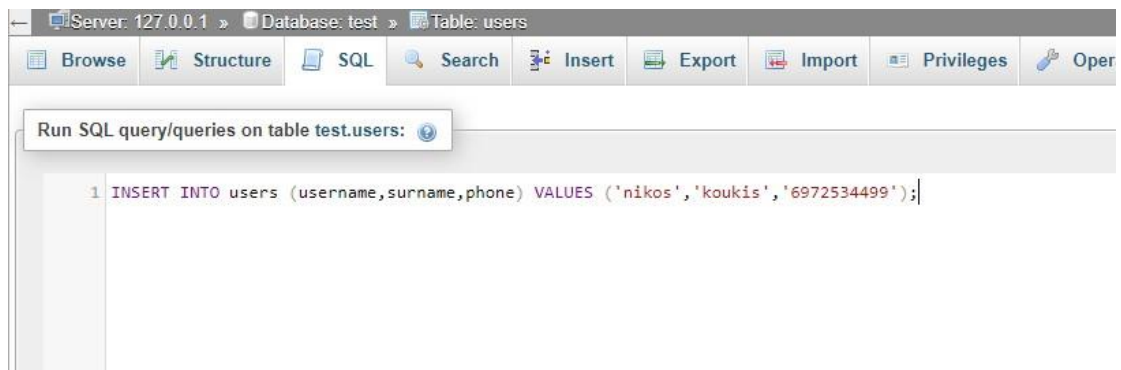 ← Server: 127.0.0.1 » Database: test » Table: users
Browse Structure SQL Search Insert Export Import Privileges Oper
Run SQL query/queries on table test.users:
1 INSERT INTO users (username,surname,phone) VALUES ('nikos','koukis','6972534499');